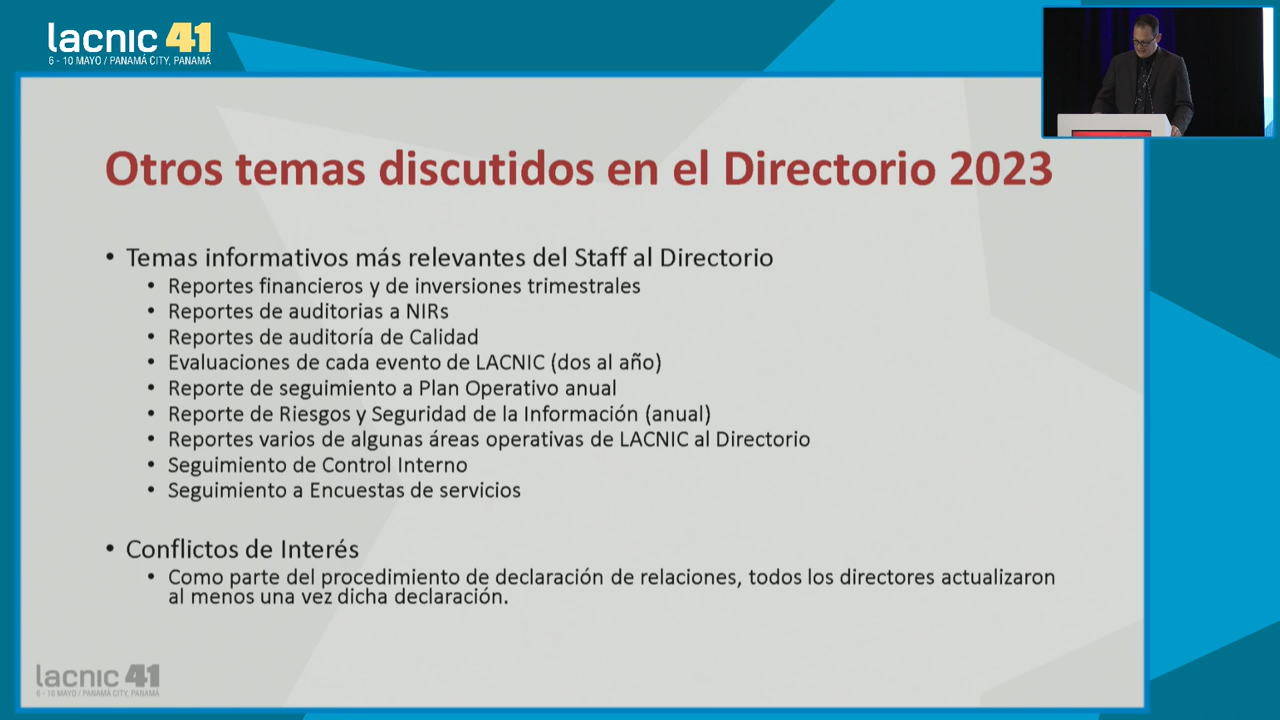 lacnic 41
6 - 10 MAYO / PANAMÁ CITY, PANAMÁ
Otros temas discutidos en el Directorio 2023
• Temas informativos más relevantes del Staff al Directorio
• Reportes financieros y de inversiones trimestrales
• Reportes de auditorias a NIRs
• Reportes de auditoría de Calidad
• Evaluaciones de cada evento de LACNIC (dos al año)
• Reporte de seguimiento a Plan Operativo anual
• Reporte de Riesgos y Seguridad de la Información (anual)
• Reportes varios de algunas áreas operativas de LACNIC al Directorio
• Seguimiento de Control Interno
• Seguimiento a Encuestas de servicios
• Conflictos de Interés
• Como parte del procedimiento de declaración de relaciones, todos los directores actualizaron
al menos una vez dicha declaración.
lacnic 41
6 - 10 MAYO / PANAMÁ CITY, PANAMÁ